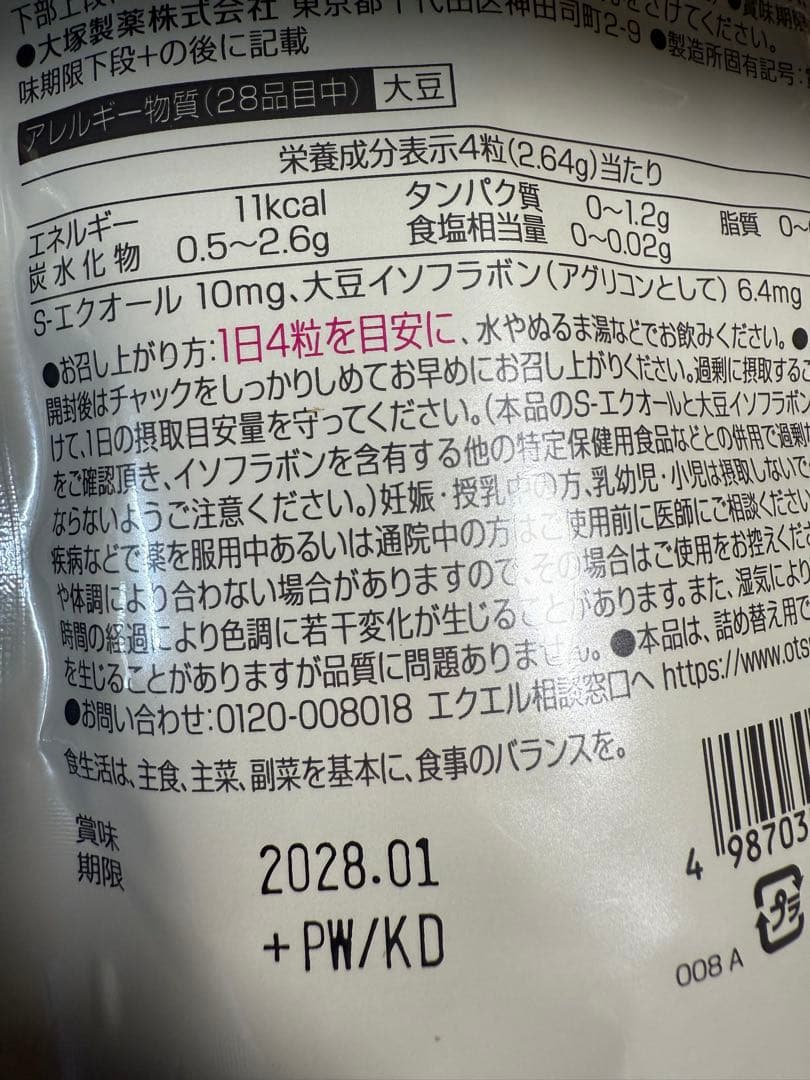 ●大塚製薬株式会社 東京都千代田区神田司町2-9 ●製造所固有記号:
味期限下段+の後に記載
アレルギー物質(28品目中) 大豆
栄養成分表示4粒(2.64g)当たり
エネルギー 11kcal タンパク質 0〜1.2g 脂質 0〜
炭水化物 0.5〜2.6g 食塩相当量 0〜0.02g
S-エクオール 10mg、大豆イソフラボン(アグリコンとして) 6.4mg
●お召し上がり方:1日4粒を目安に、水やぬるま湯などでお飲みください。●
開封後はチャックをしっかりしめてお早めにお召し上がりください。過剰に摂取するこ
けて、1日の摂取目安量を守ってください。(本品のS-エクオールと大豆イソフラボン
をご確認頂き、イソフラボンを含有する他の特定保健用食品などとの併用で過剰
ならないようご注意ください。)妊娠・授乳中の方、乳幼児・小児は摂取しないで
疾病などで薬を服用中あるいは通院中の方はご使用前に医師にご相談ください
や体調により合わない場合がありますので、その場合はご使用をお控えくだ
時間の経過により色調に若干変化が生じることがあります。また、湿気により
を生じることがありますが品質に問題ありません。●本品は、詰め替え用で
●お問い合わせ:0120-008018 エクエル相談窓口へ https://www.ots
食生活は、主食、主菜、副菜を基本に、食事のバランスを。
賞味
期限
2028.01
+PW/KD
4 98703
プラ
008 A